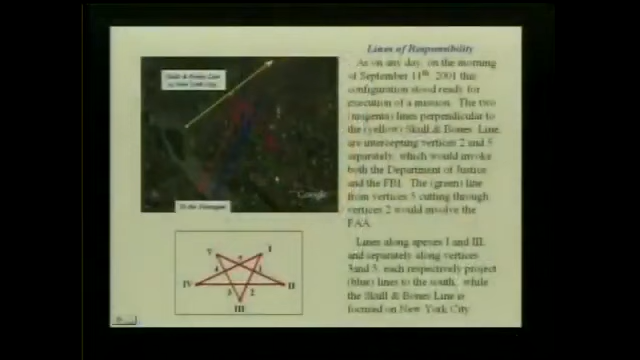 Lines of Responsibility
As on any day, on the morning
of September 11th 2001 this
configuration stood ready for
execution of a mission. The two
(magenta) lines perpendicular to
the (yellow) Skull & Bones Line,
are intercepting vertices 2 and 5
separately, which would invoke
both the Department of Justice
and the FBI. The (green) line
from vertices 5 cutting through
vertices 2 would involve the
FAA.
Lines along apexes I and III,
and separately along vertices
3 and 5, each respectively project
(blue) lines to the south, while
the Skull & Bones Line is
focused on New York City.
Skull & Bones Line
to New York City
Google
To the Pentagon
V
I
4
1
IV
II
3
2
III